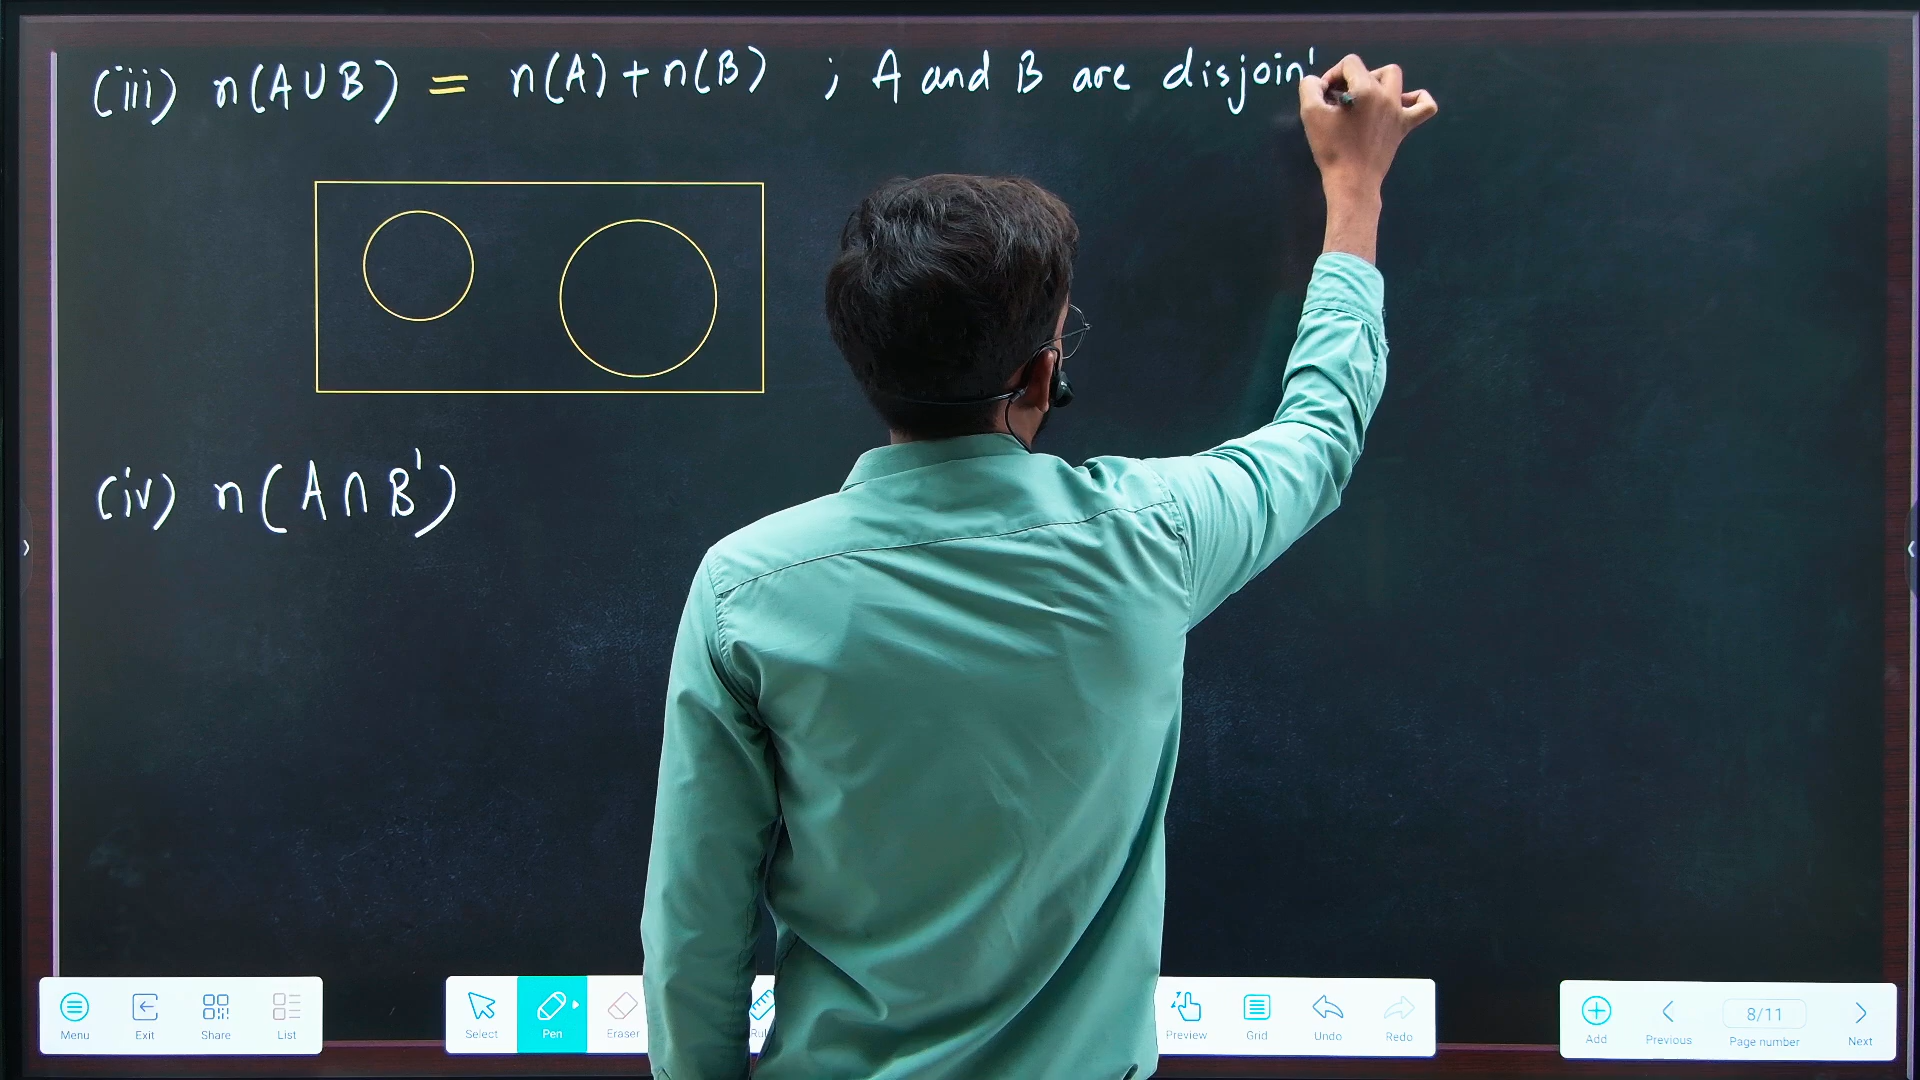 (iii) n(A∪B) = n(A)+n(B) ; A and B are disjoin
(iv) n(A∩B')
Menu Exit Share List Select Pen Eraser Preview Grid Undo Redo Add Previous 8/11 Page number Next